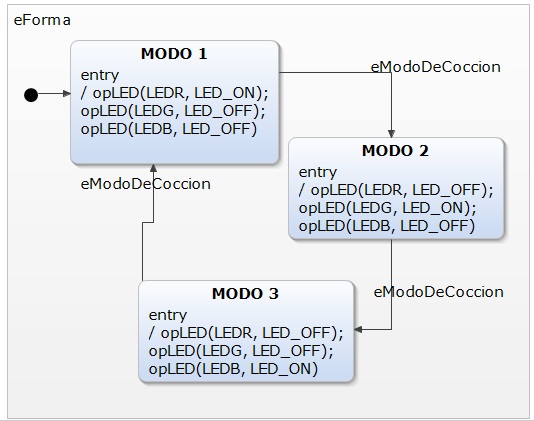 eForma
MODO 1
entry
/ opLED(LEDR, LED_ON);
opLED(LEDG, LED_OFF);
opLED(LEDB, LED_OFF)
eModoDeCoccion
MODO 2
entry
/ opLED(LEDR, LED_OFF);
opLED(LEDG, LED_ON);
opLED(LEDB, LED_OFF)
eModoDeCoccion
MODO 3
entry
/ opLED(LEDR, LED_OFF);
opLED(LEDG, LED_OFF);
opLED(LEDB, LED_ON)
eModoDeCoccion